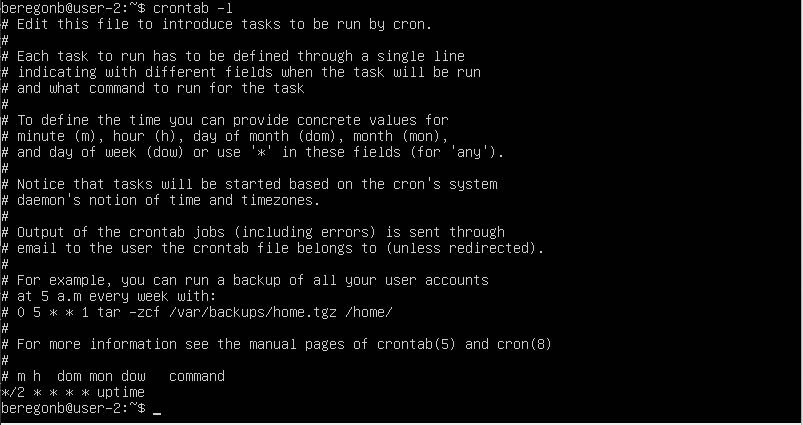 beregonb@user-2:~$ crontab -l
# Edit this file to introduce tasks to be run by cron.
#
# Each task to run has to be defined through a single line
# indicating with different fields when the task will be run
# and what command to run for the task
#
# To define the time you can provide concrete values for
# minute (m), hour (h), day of month (dom), month (mon),
# and day of week (dow) or use '*' in these fields (for 'any').
#
# Notice that tasks will be started based on the cron's system
# daemon's notion of time and timezones.
#
# Output of the crontab jobs (including errors) is sent through
# email to the user the crontab file belongs to (unless redirected).
#
# For example, you can run a backup of all your user accounts
# at 5 a.m every week with:
# 0 5 * * 1 tar -zcf /var/backups/home.tgz /home/
#
# For more information see the manual pages of crontab(5) and cron(8)
#
# m h  dom mon dow   command
*/2 * * * * uptime
beregonb@user-2:~$ _